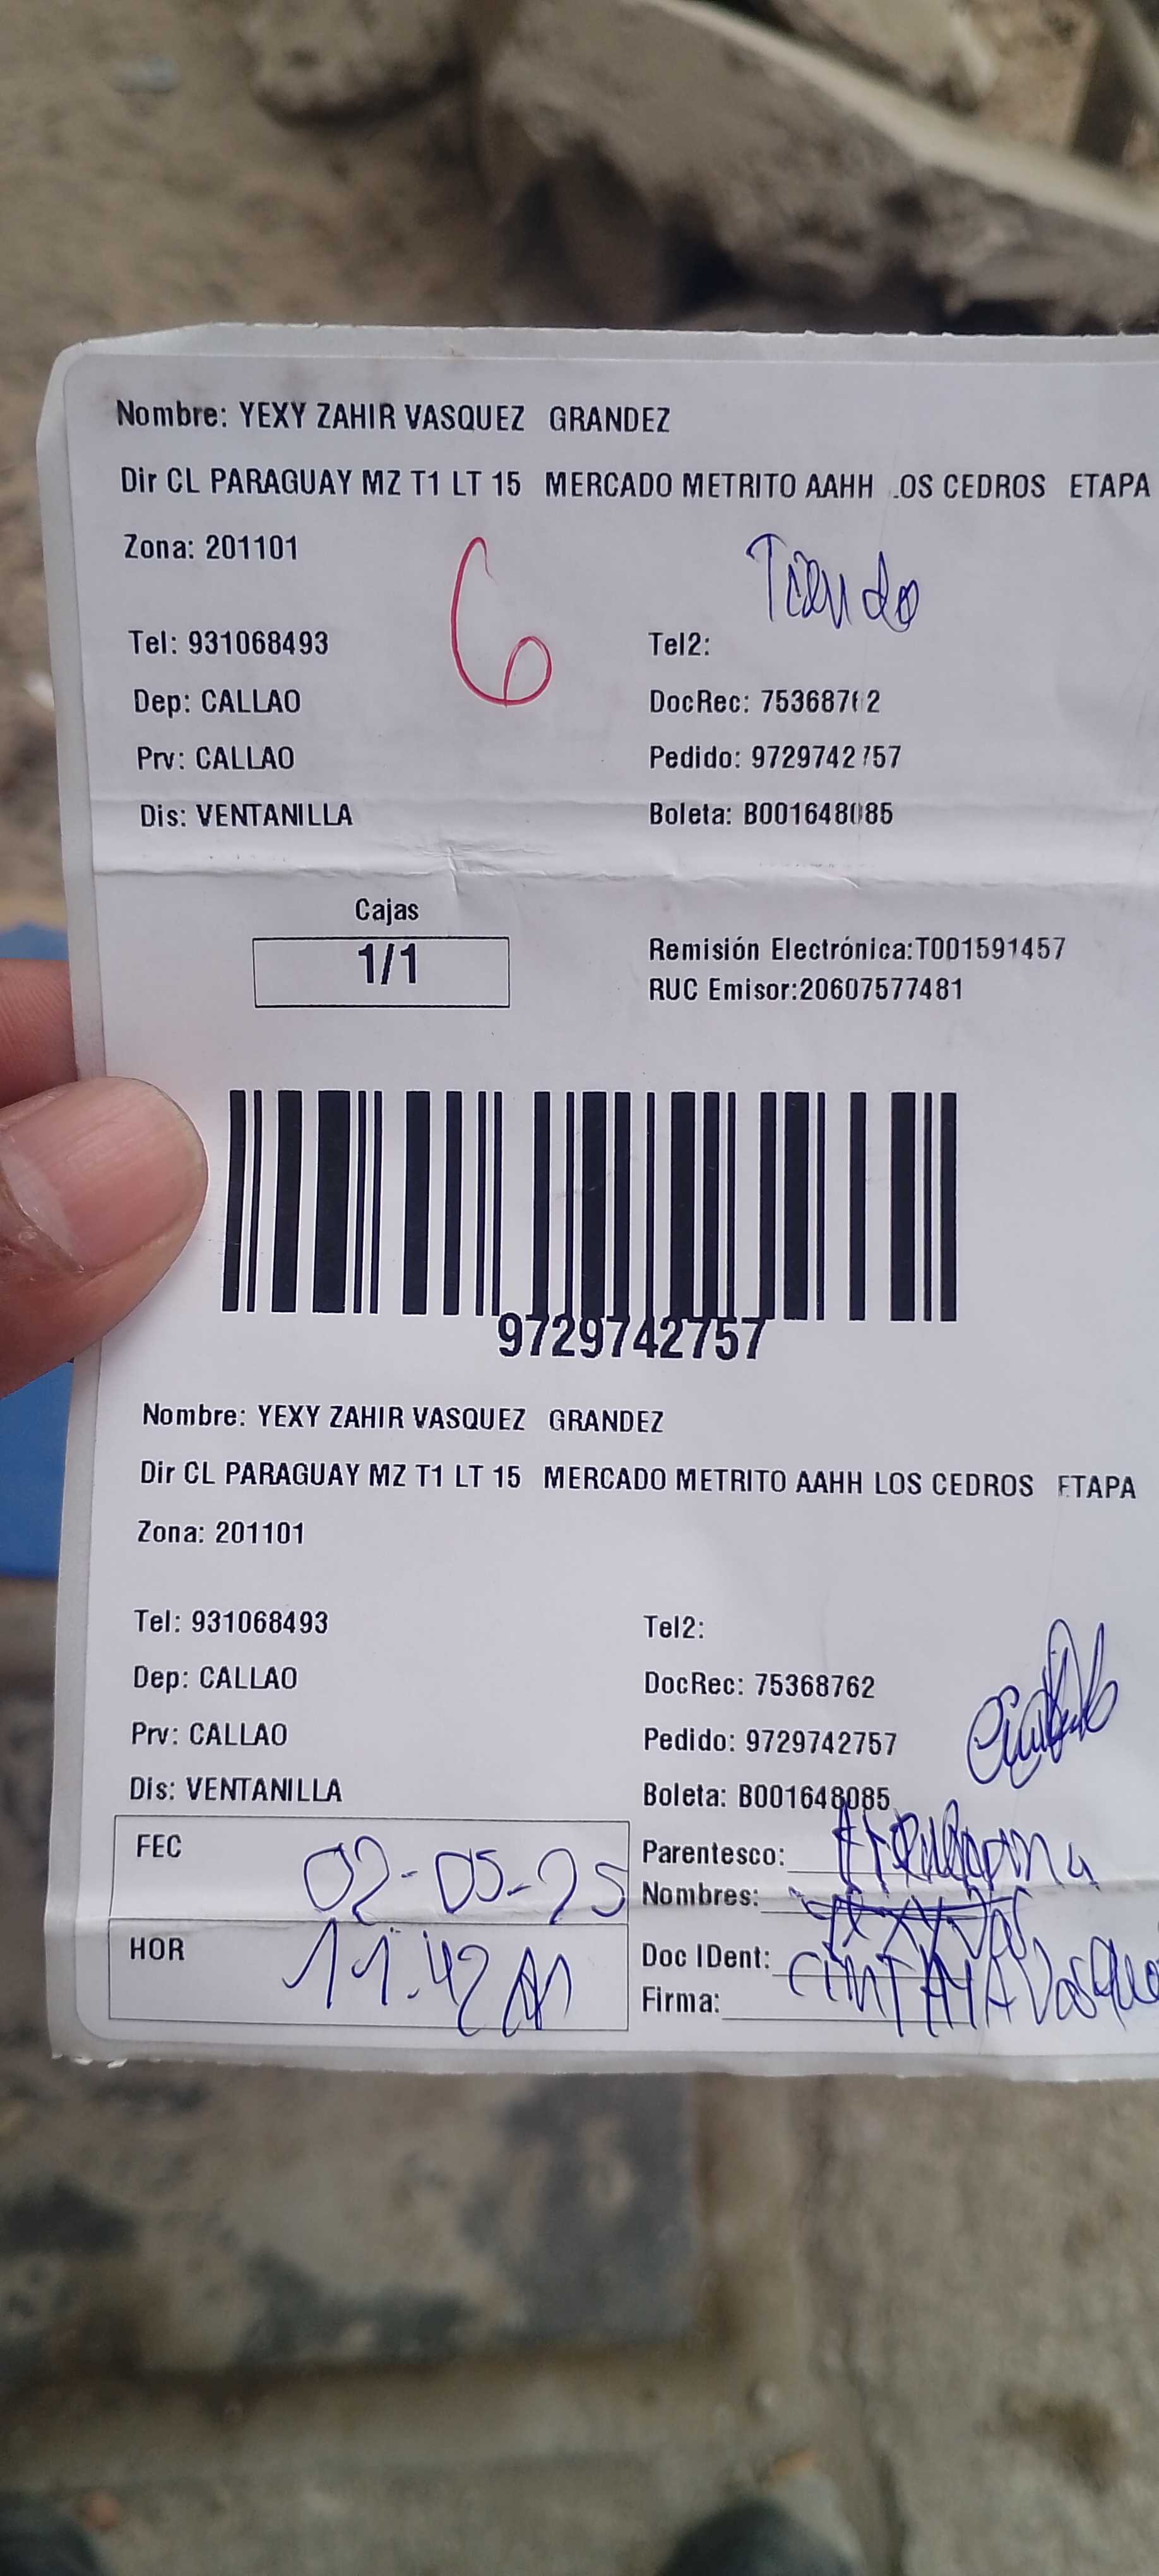 Nombre: YEXY ZAHIR VASQUEZ GRANDEZ
Dir CL PARAGUAY MZ T1 LT 15 MERCADO METRITO AAHH .OS CEDROS ETAPA
Zona: 201101
6
Tienda
Tel: 931068493 Tel2:
Dep: CALLAO DocRec: 75368762
Prv: CALLAO Pedido: 9729742757
Dis: VENTANILLA Boleta: B001648085
Cajas
1/1
Remisión Electrónica:T001591457
RUC Emisor:20607577481
9729742757
Nombre: YEXY ZAHIR VASQUEZ GRANDEZ
Dir CL PARAGUAY MZ T1 LT 15 MERCADO METRITO AAHH LOS CEDROS ETAPA
Zona: 201101
Tel: 931068493 Tel2:
Dep: CALLAO DocRec: 75368762
Prv: CALLAO Pedido: 9729742757
Dis: VENTANILLA Boleta: B001648085
FEC 02-05-25
Parentesco:
Nombres:
HOR 11.42 AM
Doc IDent: CINTHYA
Firma: